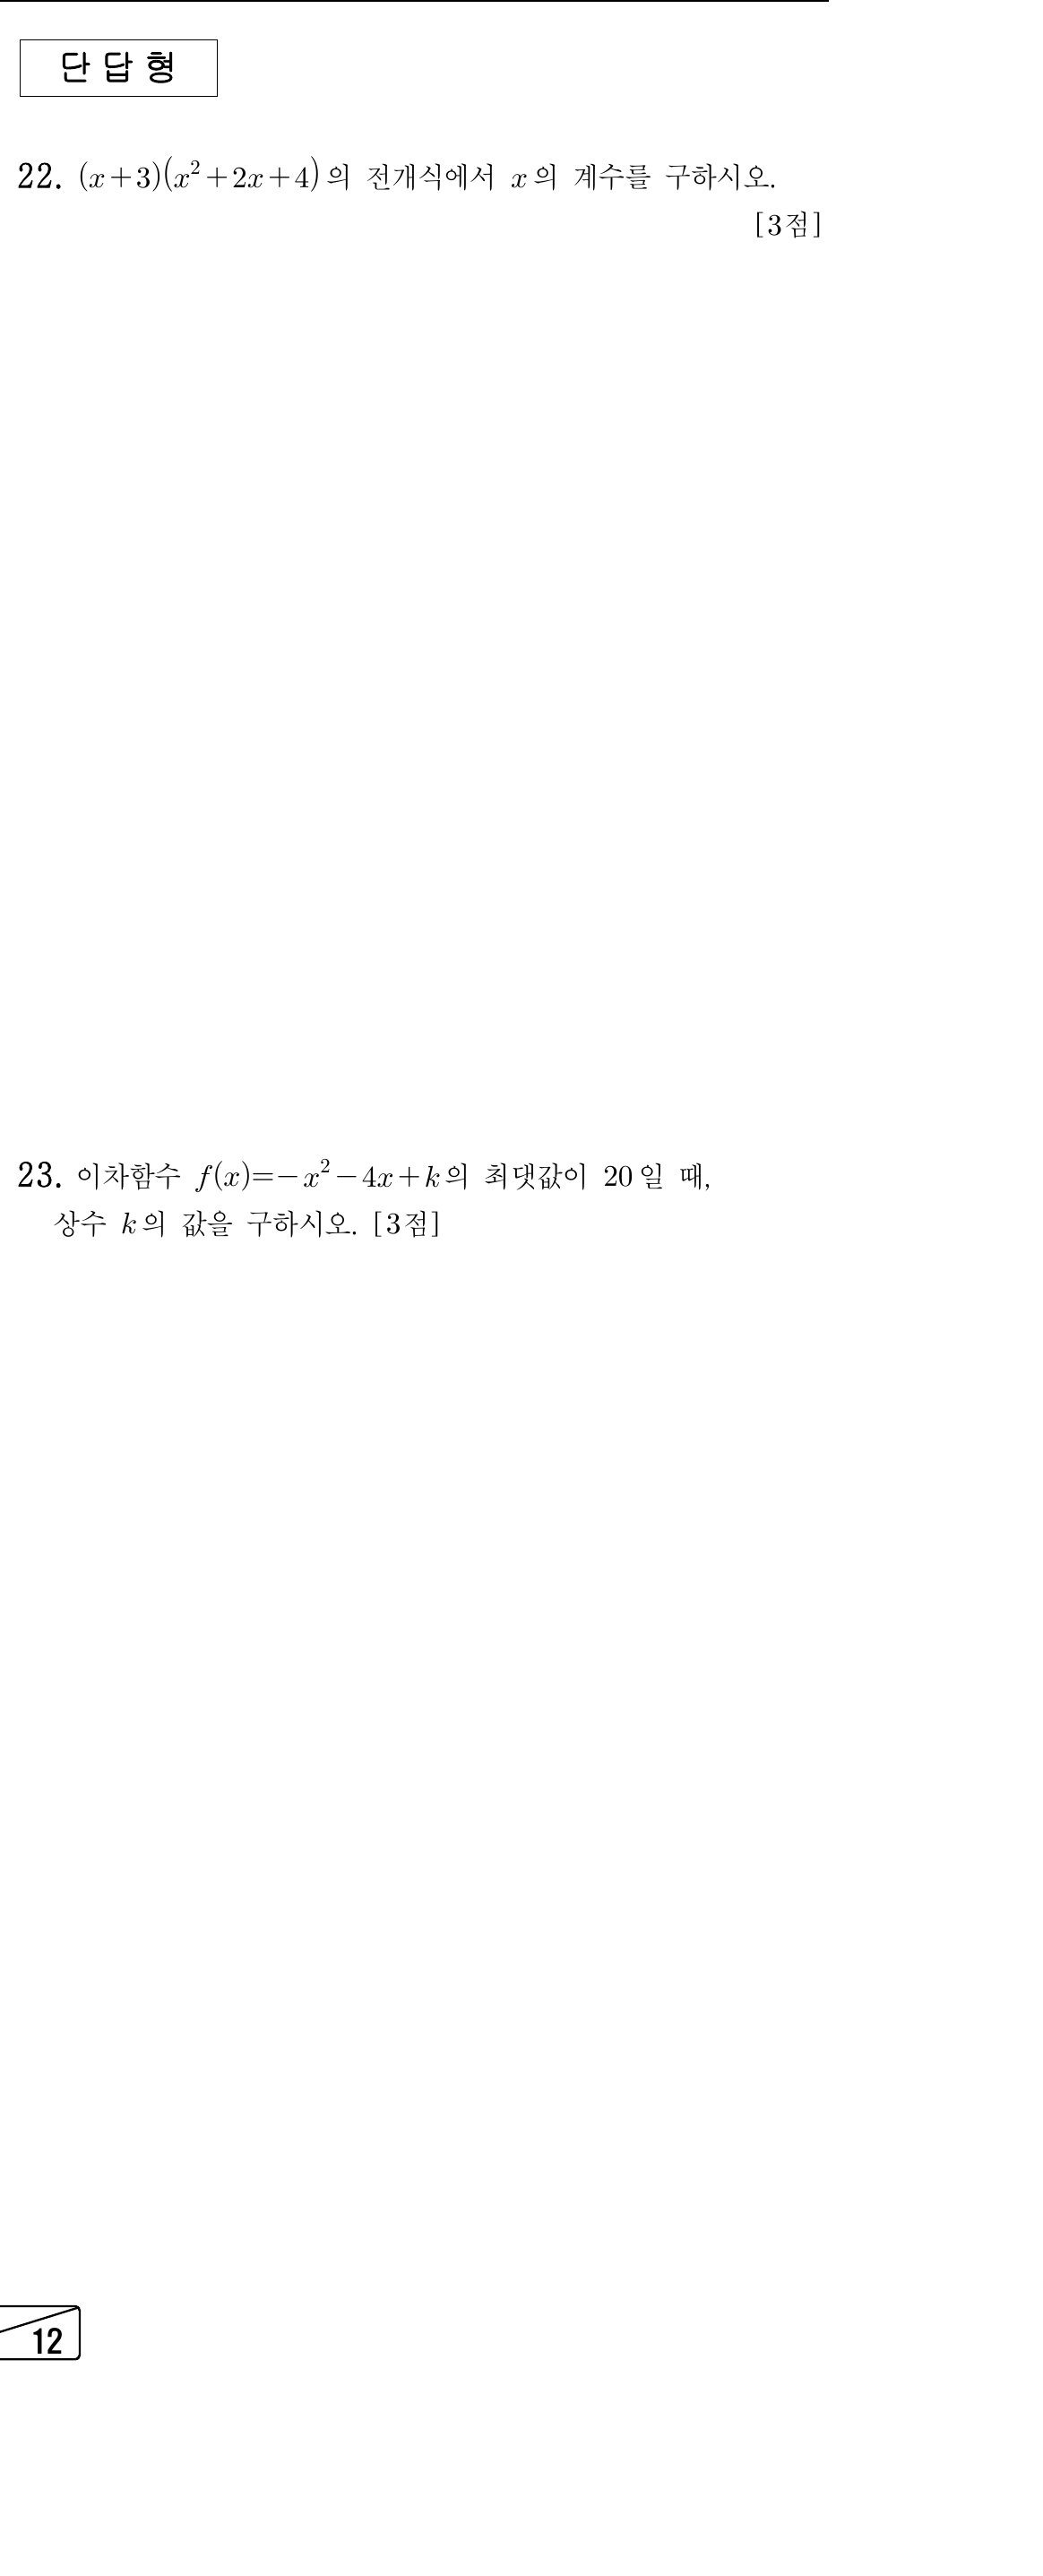 단답형
22. (x+3)(x²+2x+4)의 전개식에서 x의 계수를 구하시오.
[3점]
23. 이차함수 f(x)=−x²−4x+k의 최댓값이 20일 때,
상수 k의 값을 구하시오. [3점]
12